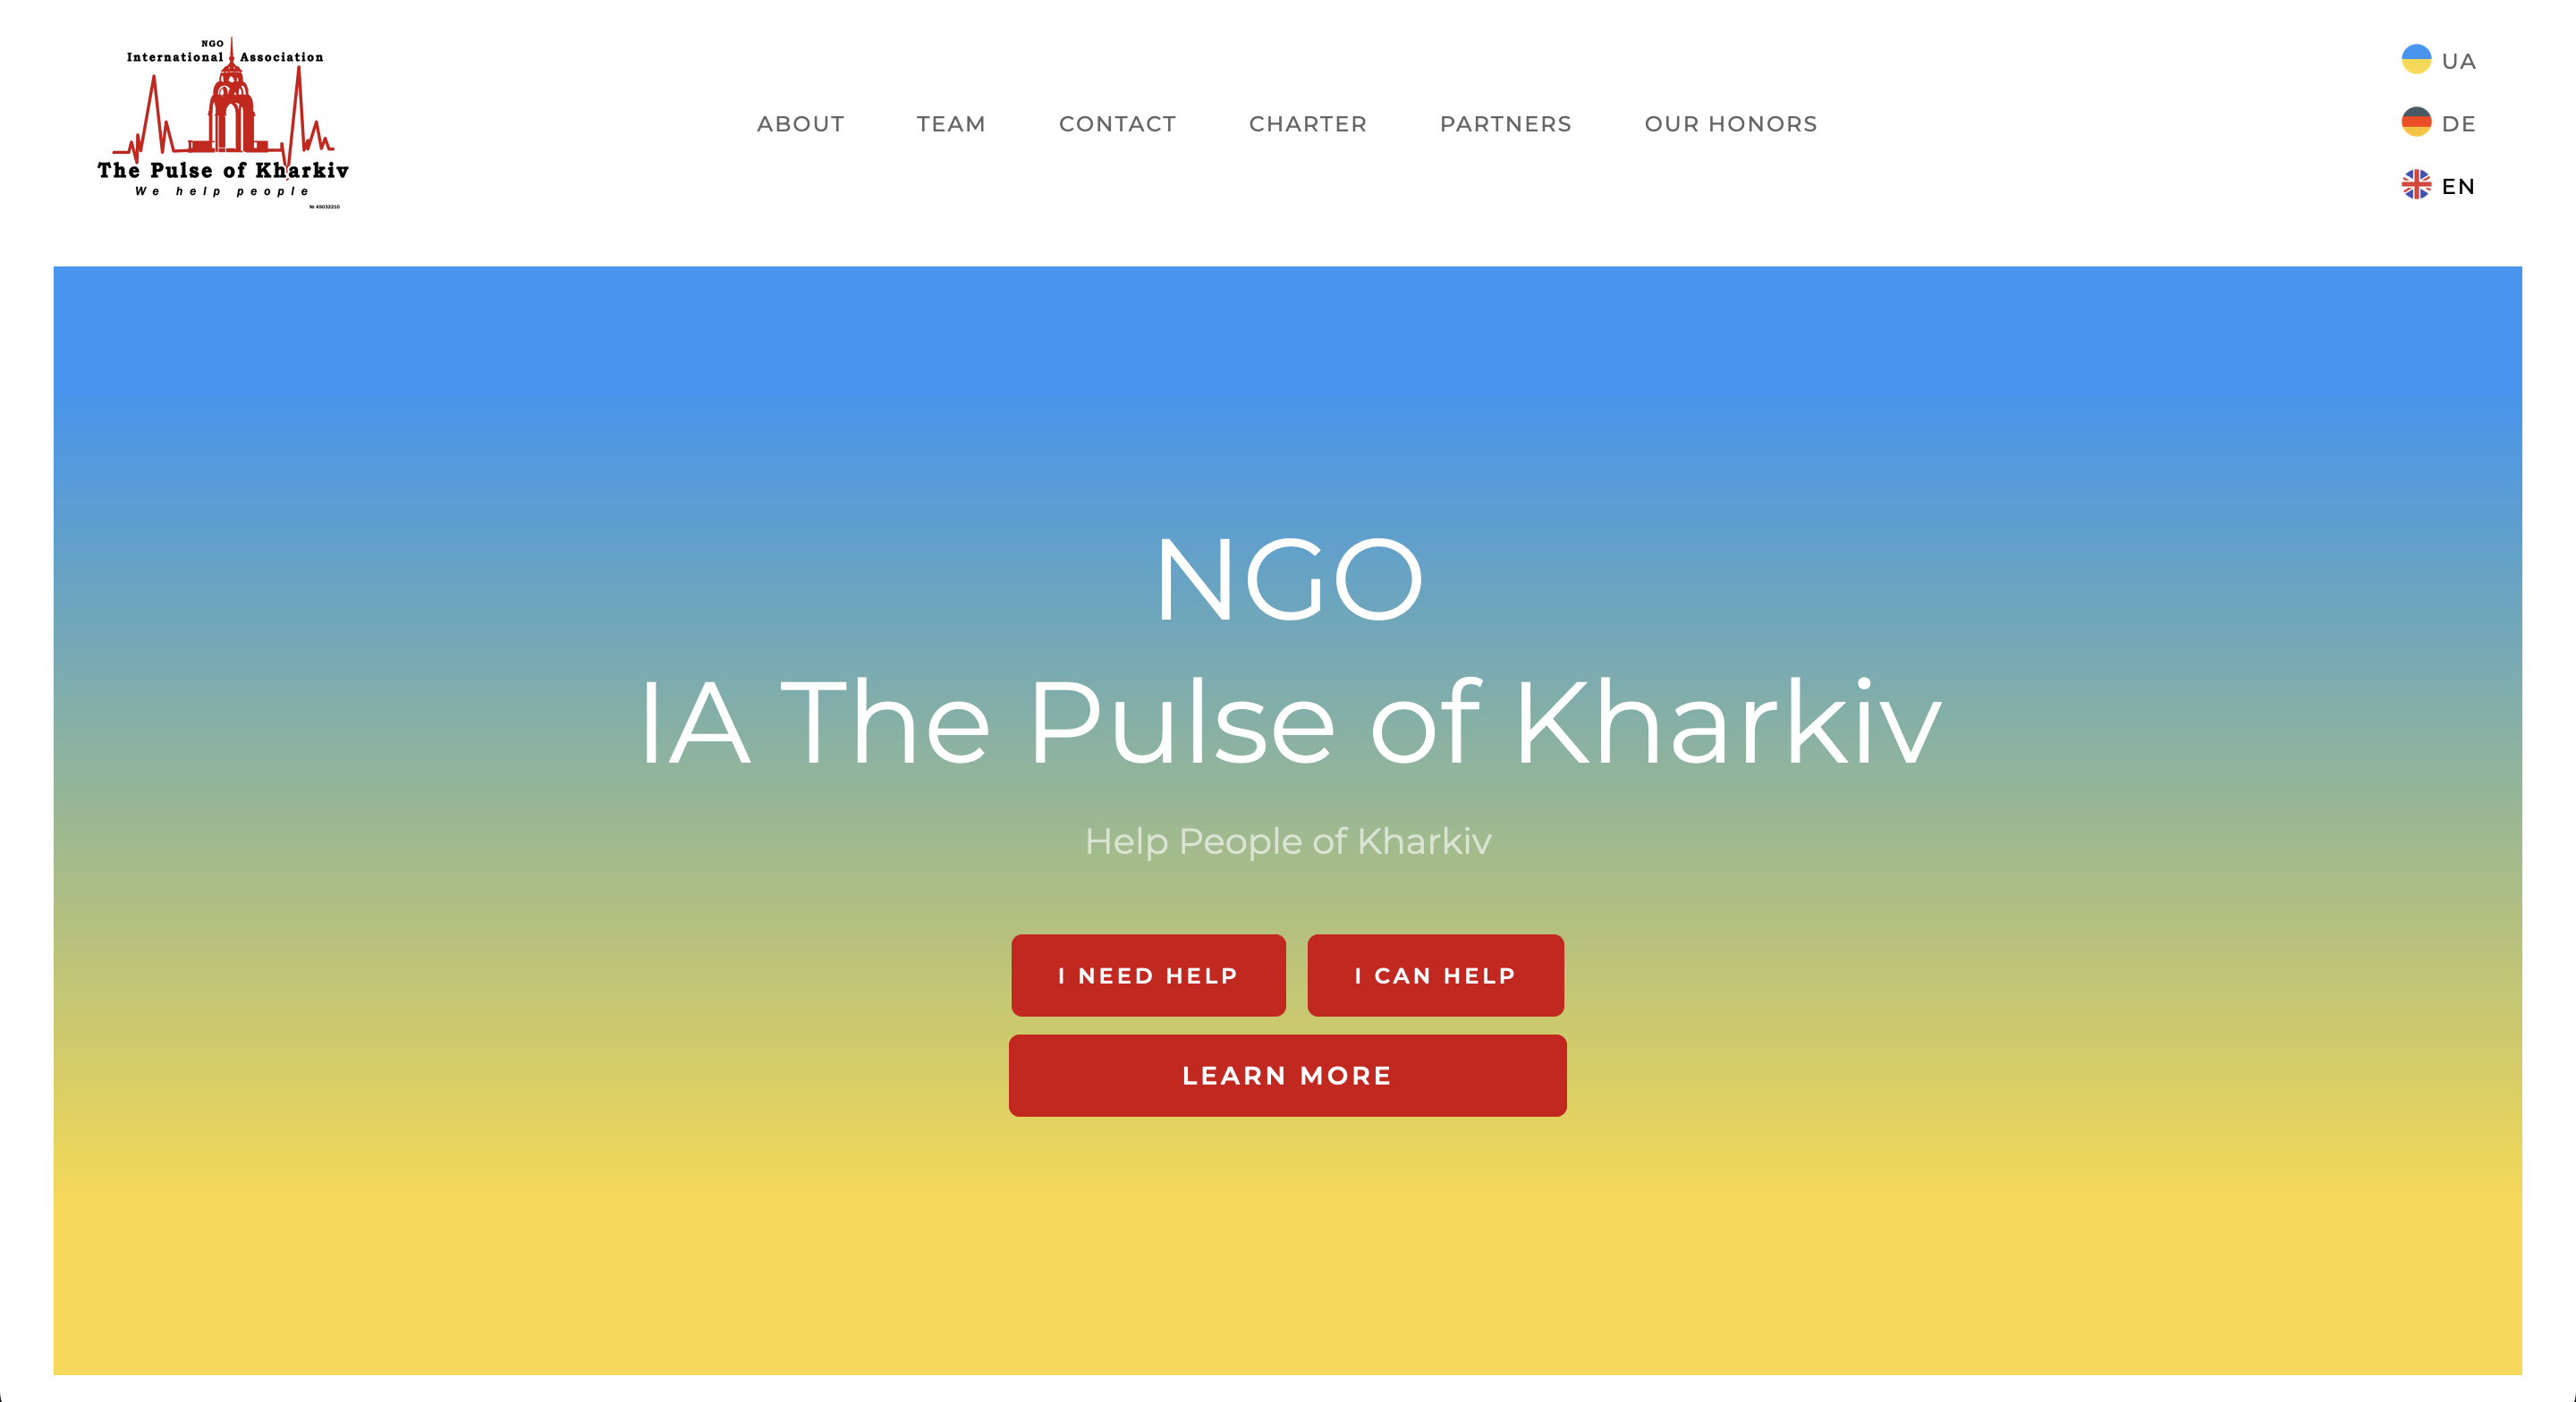 NGO
International Association
The Pulse of Kharkiv
We help people
№ 45032210
ABOUT TEAM CONTACT CHARTER PARTNERS OUR HONORS
UA
DE
EN
NGO
IA The Pulse of Kharkiv
Help People of Kharkiv
I NEED HELP I CAN HELP
LEARN MORE